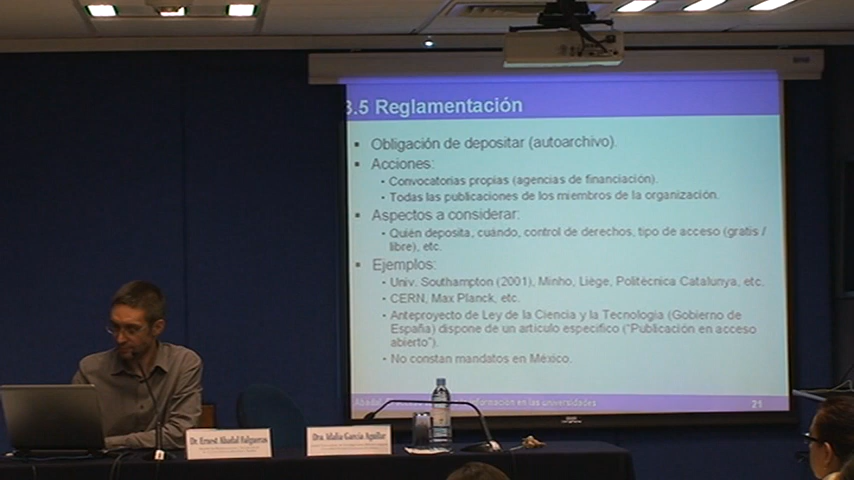 3.5 Reglamentación
▪ Obligación de depositar (autoarchivo).
▪ Acciones:
• Convocatorias propias (agencias de financiación).
• Todas las publicaciones de los miembros de la organización.
▪ Aspectos a considerar:
• Quién deposita, cuándo, control de derechos, tipo de acceso (gratis /
libre), etc.
▪ Ejemplos:
• Univ. Southampton (2001), Minho, Liège, Politécnica Catalunya, etc.
• CERN, Max Planck, etc.
• Anteproyecto de Ley de la Ciencia y la Tecnología (Gobierno de
España) dispone de un artículo específico ("Publicación en acceso
abierto").
• No constan mandatos en México.
Abadal, información en las universidades 21
Dr. Ernest Abadal Falgueras
Dra. Idalia García Aguilar